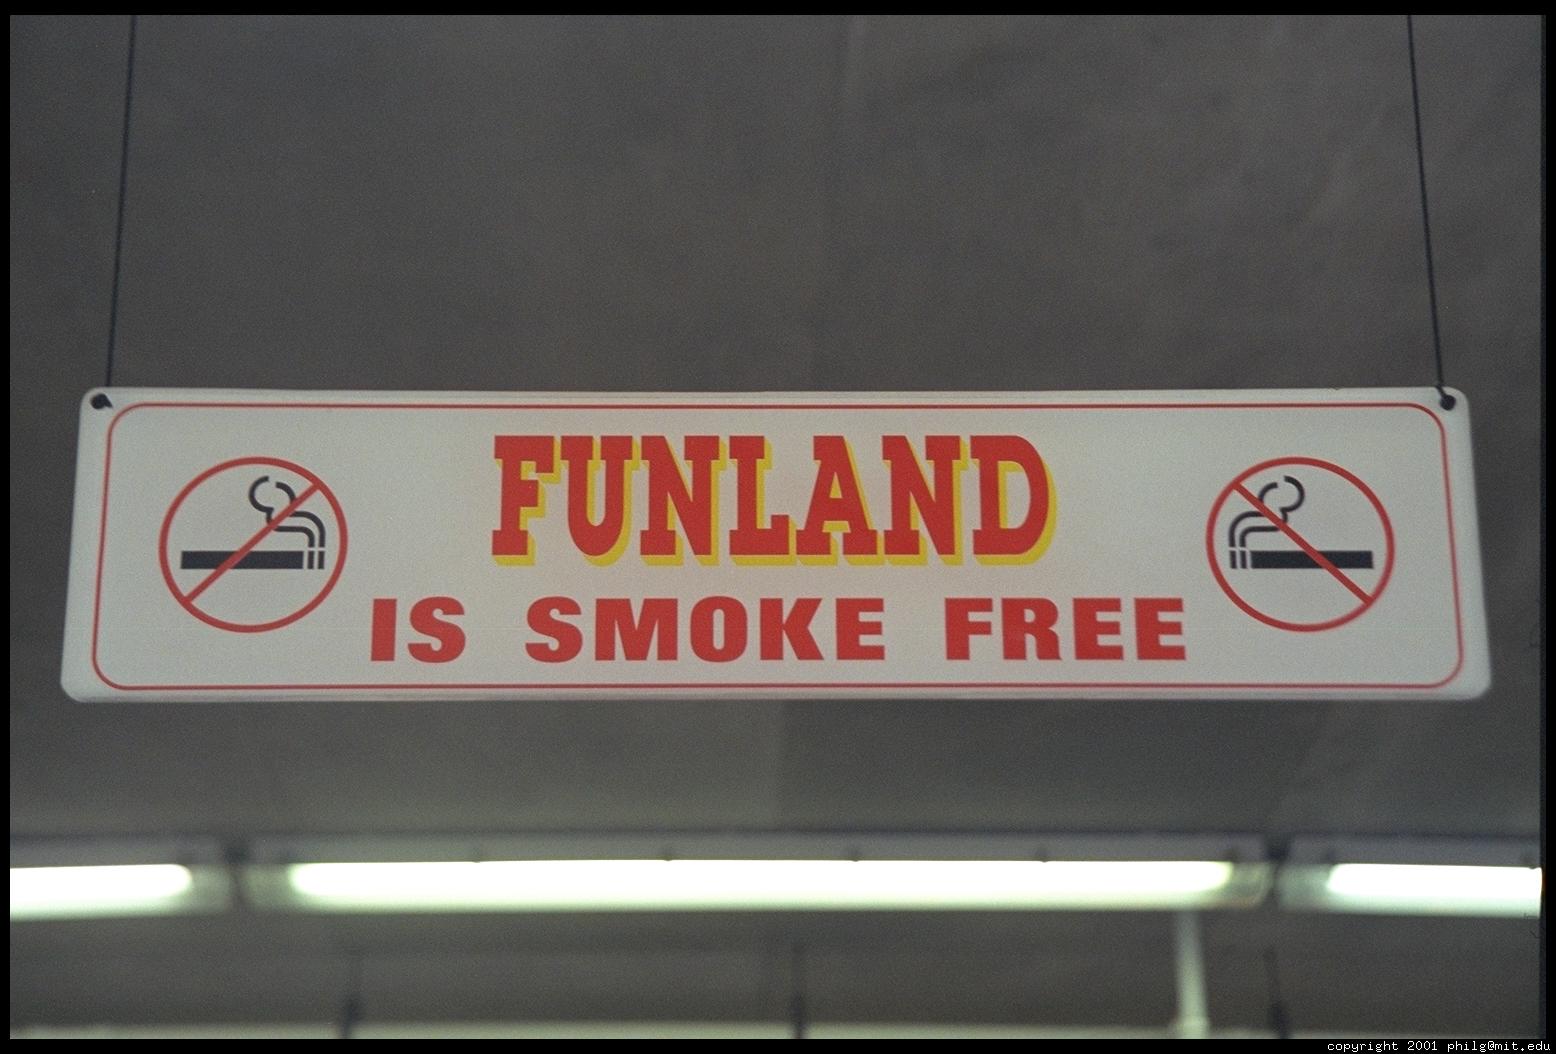 FUNLAND
IS SMOKE FREE
copyright 2001 philg@mit.edu